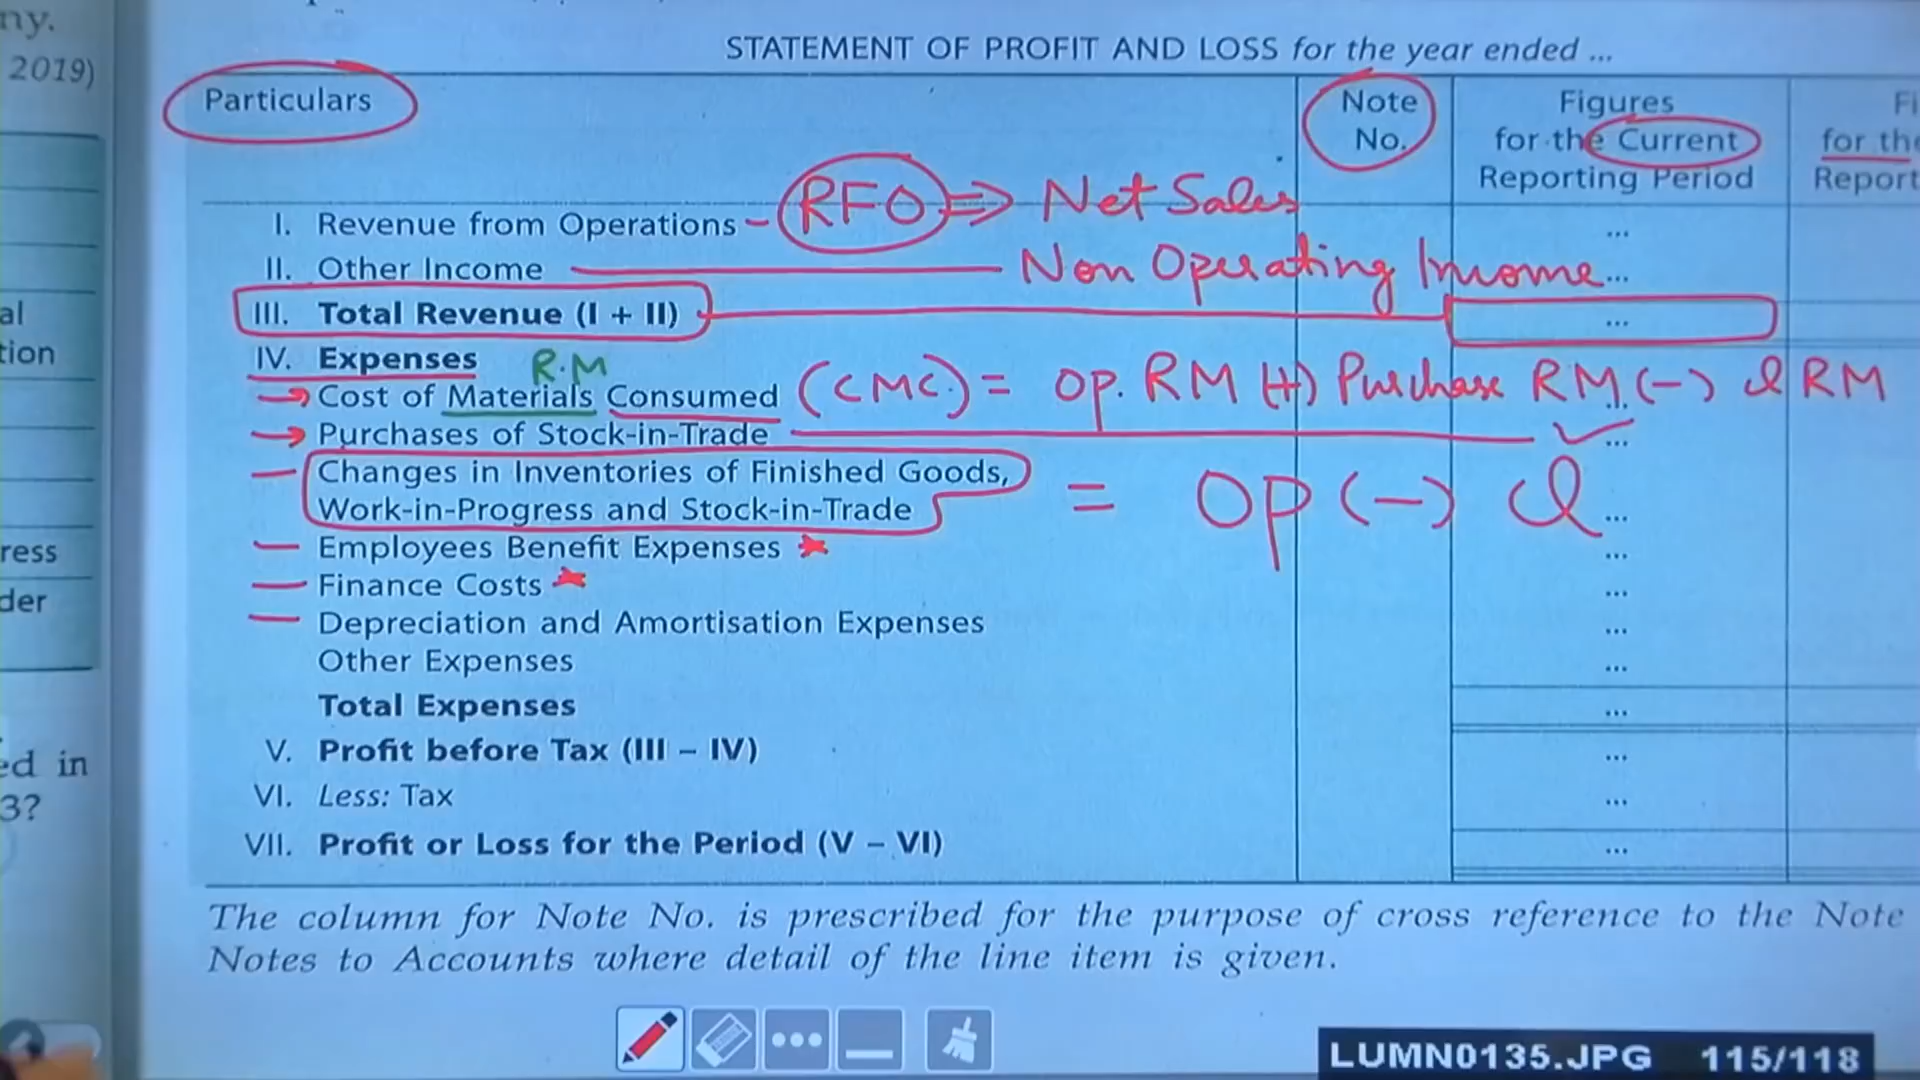 ny.
2019)
al
tion
ress
der
ed in
3?
STATEMENT OF PROFIT AND LOSS for the year ended ...
Particulars
Note No.
Figures for the Current Reporting Period
for the
Report
I. Revenue from Operations - RFO ⇒ Net Sales ...
II. Other Income Non Operating Income ...
III. Total Revenue (I + II) ...
IV. Expenses
R.M
Cost of Materials Consumed (CMC) = Op. RM (+) Purchase RM (-) Cl RM ...
Purchases of Stock-in-Trade ✓ ...
Changes in Inventories of Finished Goods,
Work-in-Progress and Stock-in-Trade = Op (-) Cl ...
Employees Benefit Expenses ...
Finance Costs ...
Depreciation and Amortisation Expenses ...
Other Expenses ...
Total Expenses ...
V. Profit before Tax (III – IV) ...
VI. Less: Tax ...
VII. Profit or Loss for the Period (V – VI) ...
The column for Note No. is prescribed for the purpose of cross reference to the Note
Notes to Accounts where detail of the line item is given.
LUMN0135.JPG 115/118